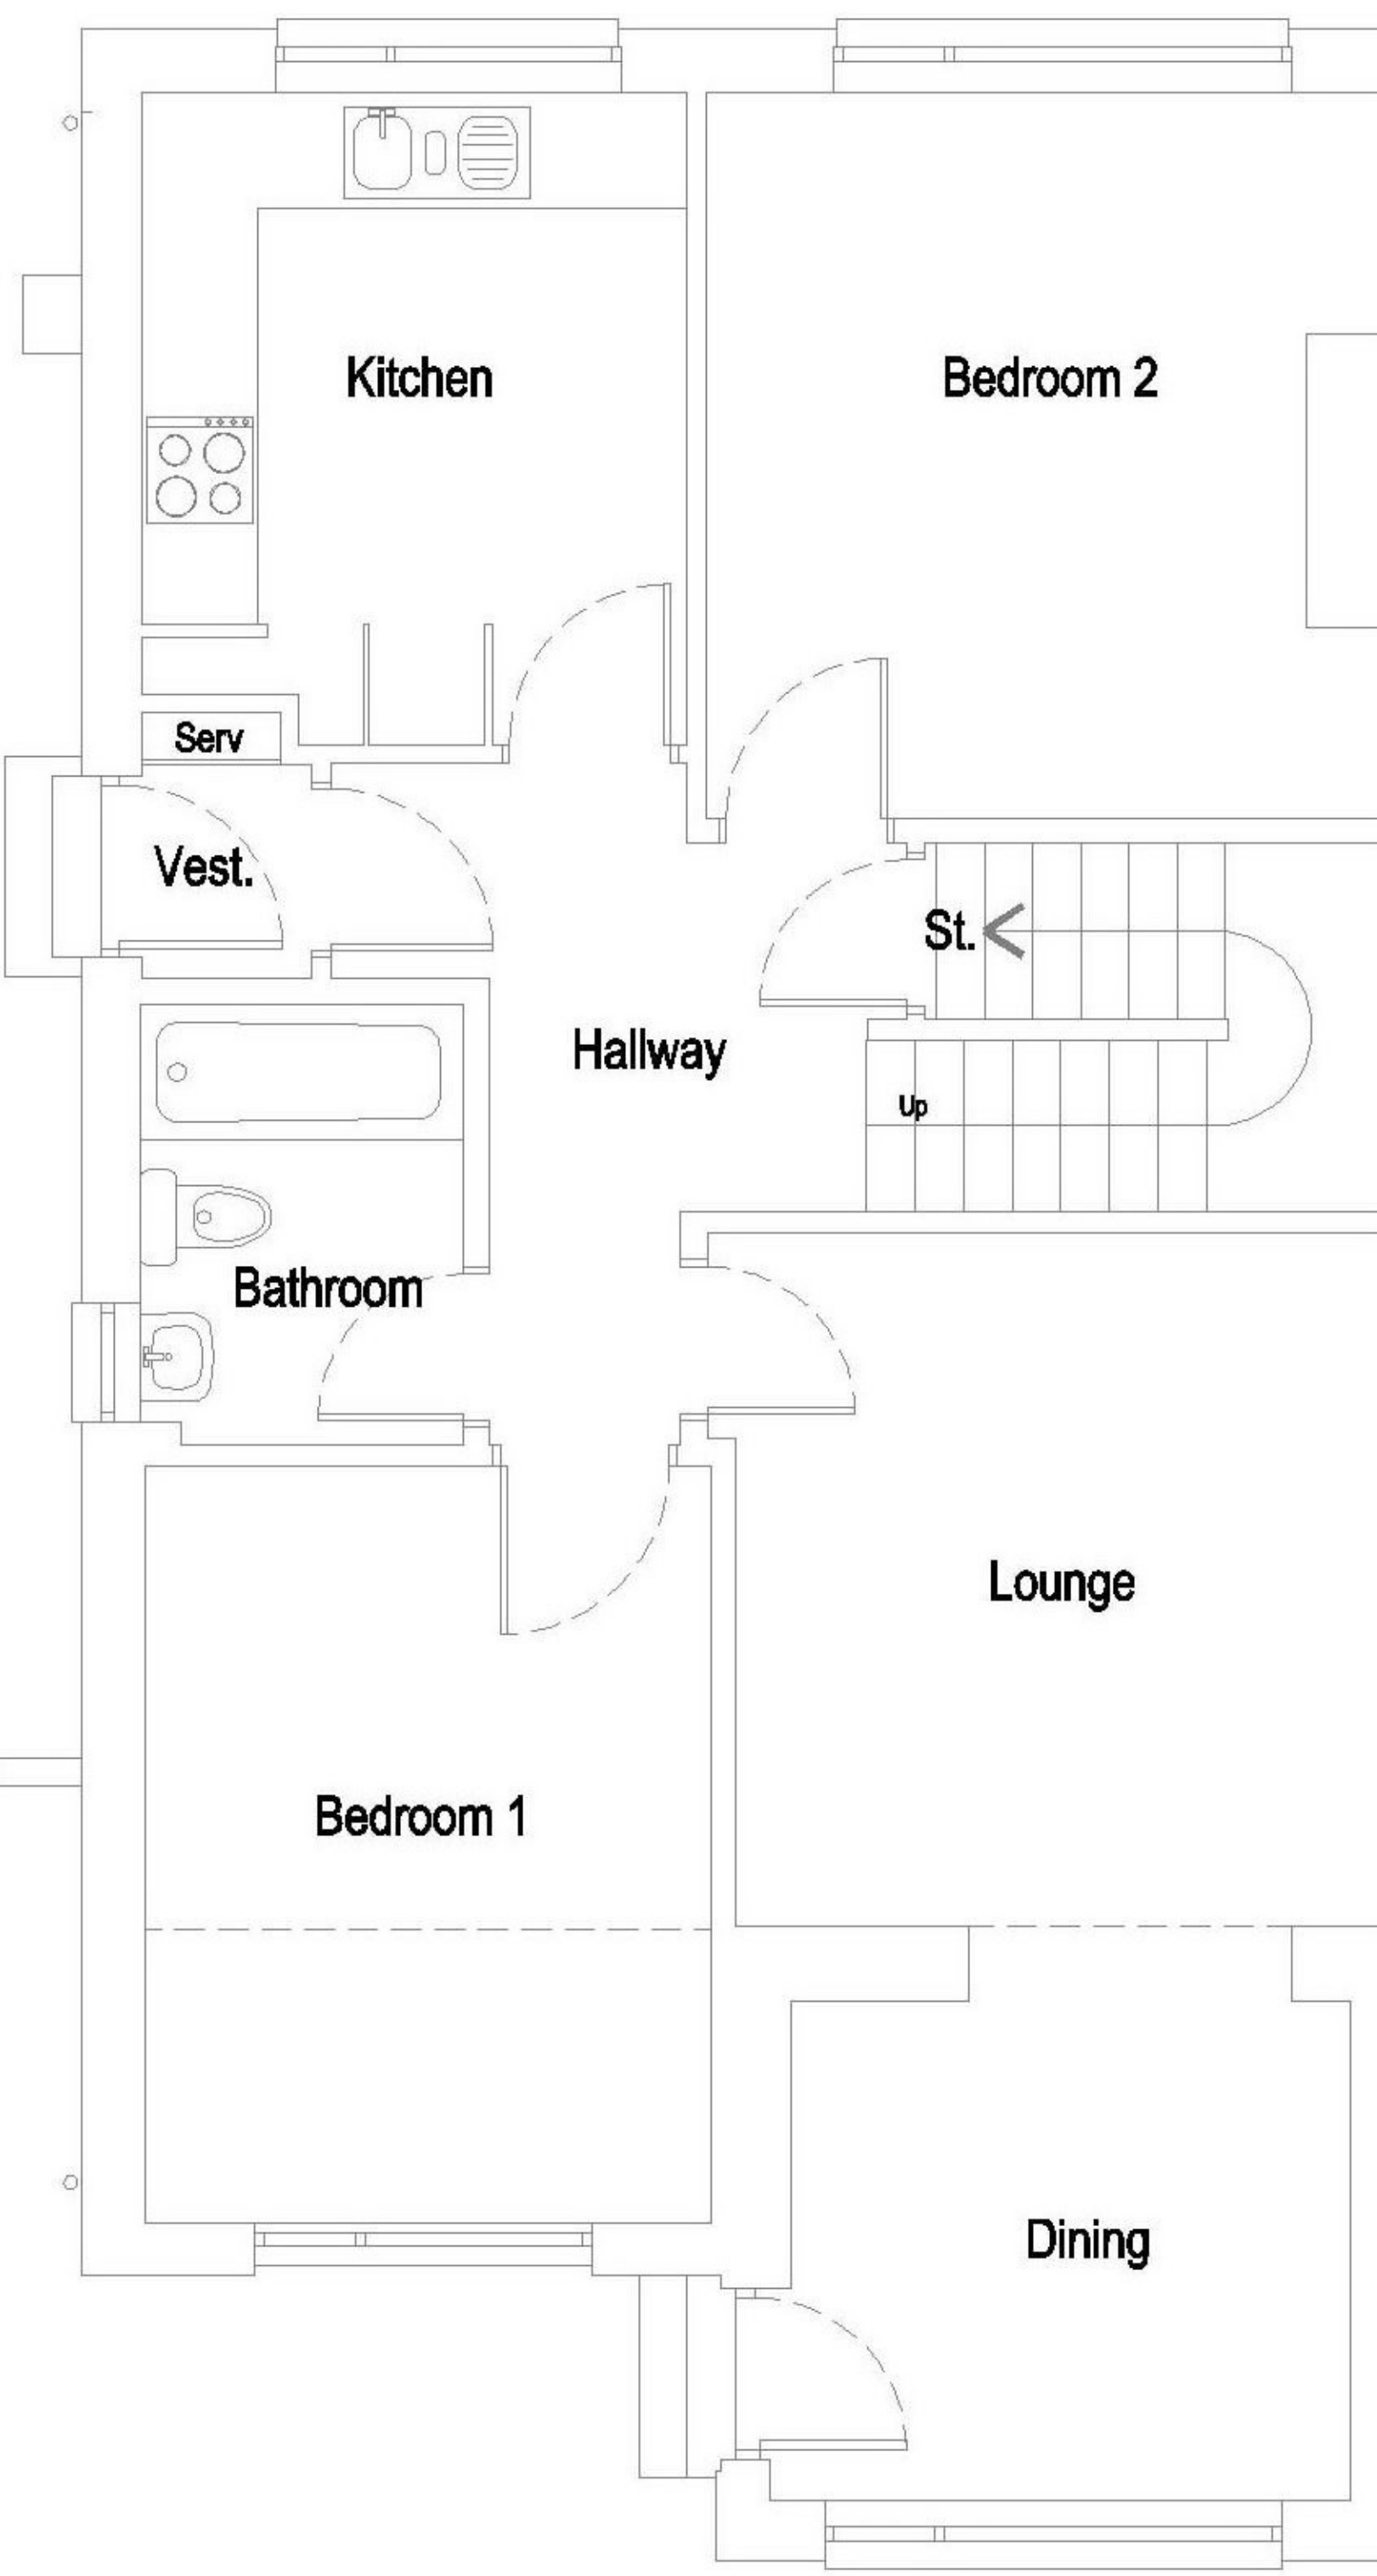 Kitchen
Bedroom 2
Serv
Vest.
St.
Hallway
Up
Bathroom
Lounge
Bedroom 1
Dining